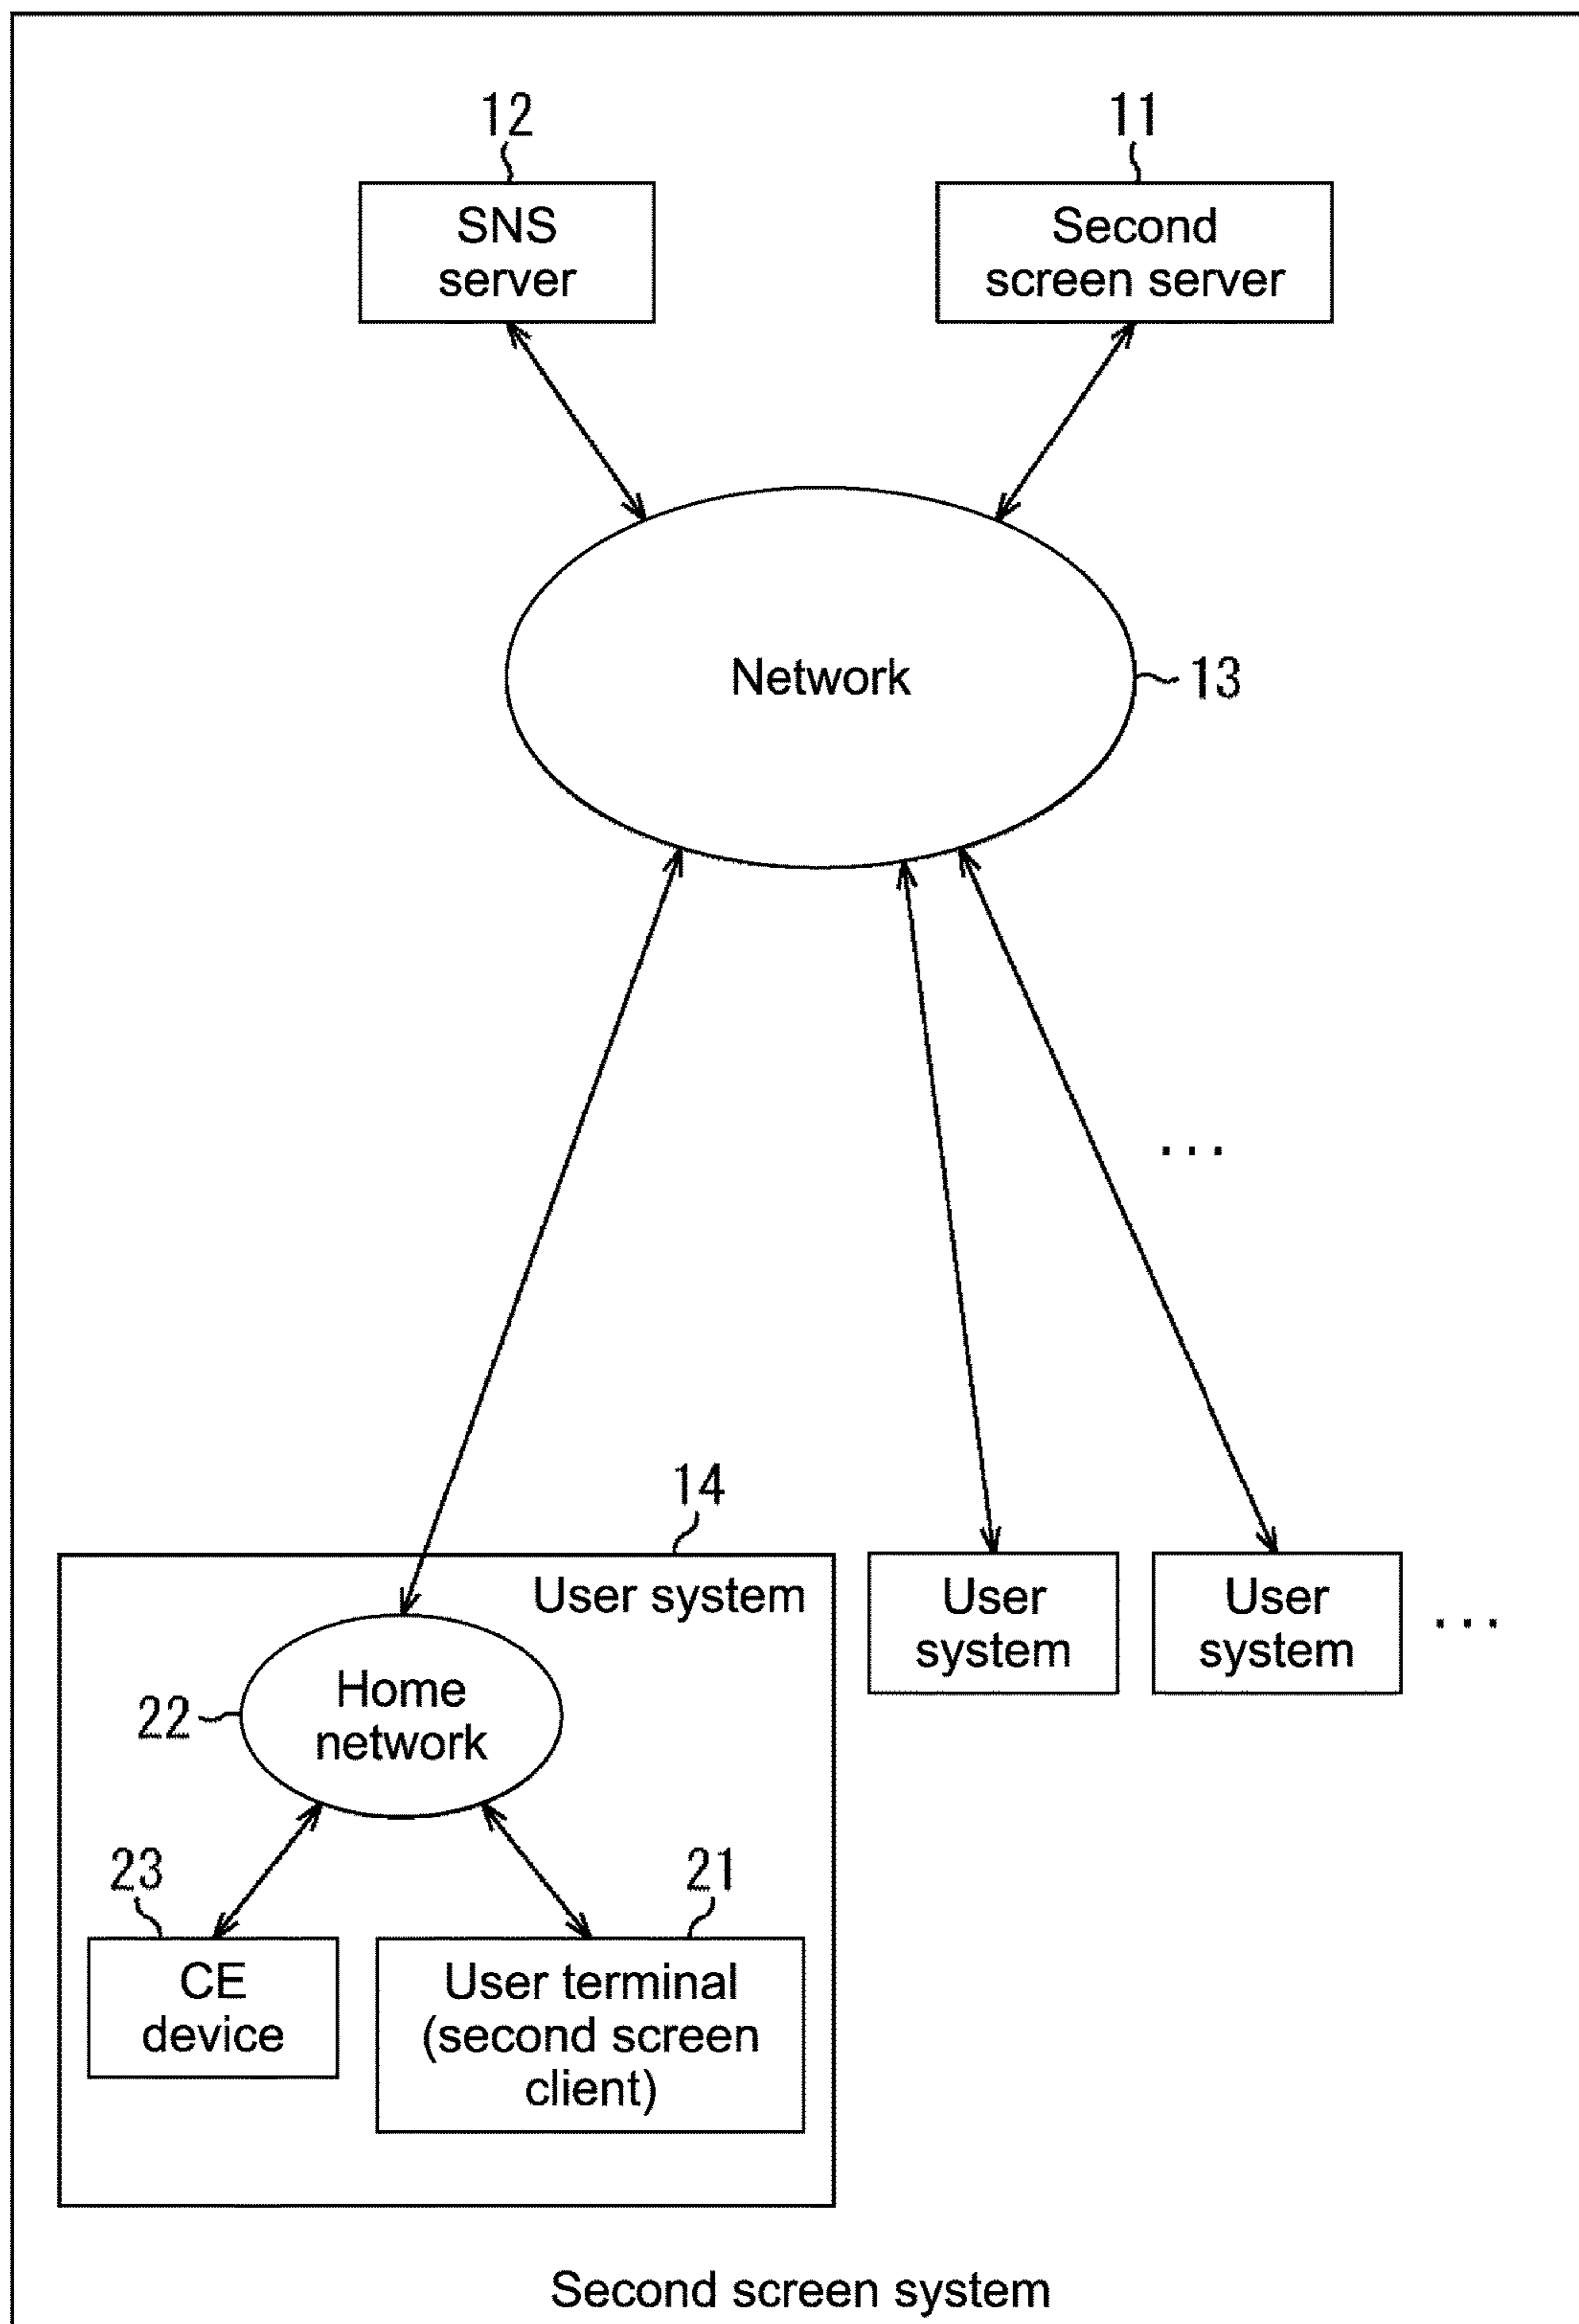 12
11
SNS
server
Second
screen server
Network
13
...
14
User system
User
system
User
system
...
Home
network
22
23
21
CE
device
User terminal
(second screen
client)
Second screen system